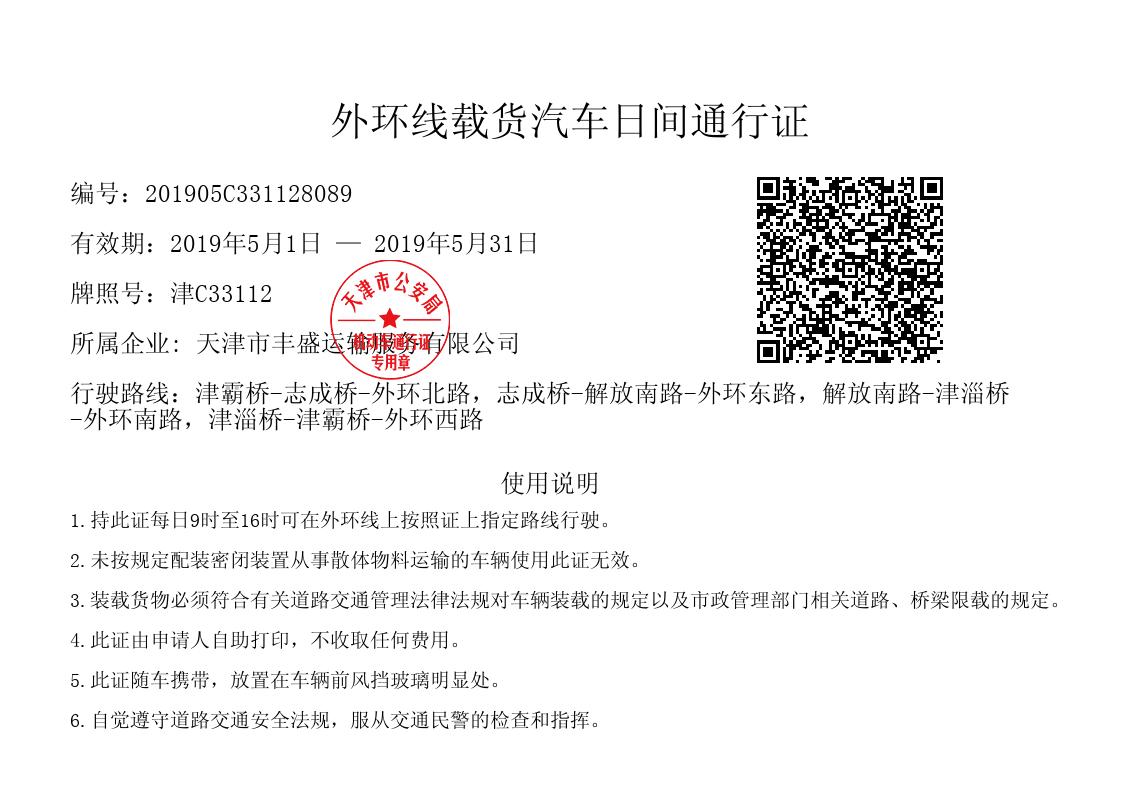 外环线载货汽车日间通行证
编号：201905C331128089
有效期：2019年5月1日 — 2019年5月31日
牌照号：津C33112
天津市公安局
所属企业: 天津市丰盛运输服务有限公司
专用章
行驶路线：津霸桥-志成桥-外环北路，志成桥-解放南路-外环东路，解放南路-津淄桥
-外环南路，津淄桥-津霸桥-外环西路
使用说明
1.持此证每日9时至16时可在外环线上按照证上指定路线行驶。
2.未按规定配装密闭装置从事散体物料运输的车辆使用此证无效。
3.装载货物必须符合有关道路交通管理法律法规对车辆装载的规定以及市政管理部门相关道路、桥梁限载的规定。
4.此证由申请人自助打印，不收取任何费用。
5.此证随车携带，放置在车辆前风挡玻璃明显处。
6.自觉遵守道路交通安全法规，服从交通民警的检查和指挥。